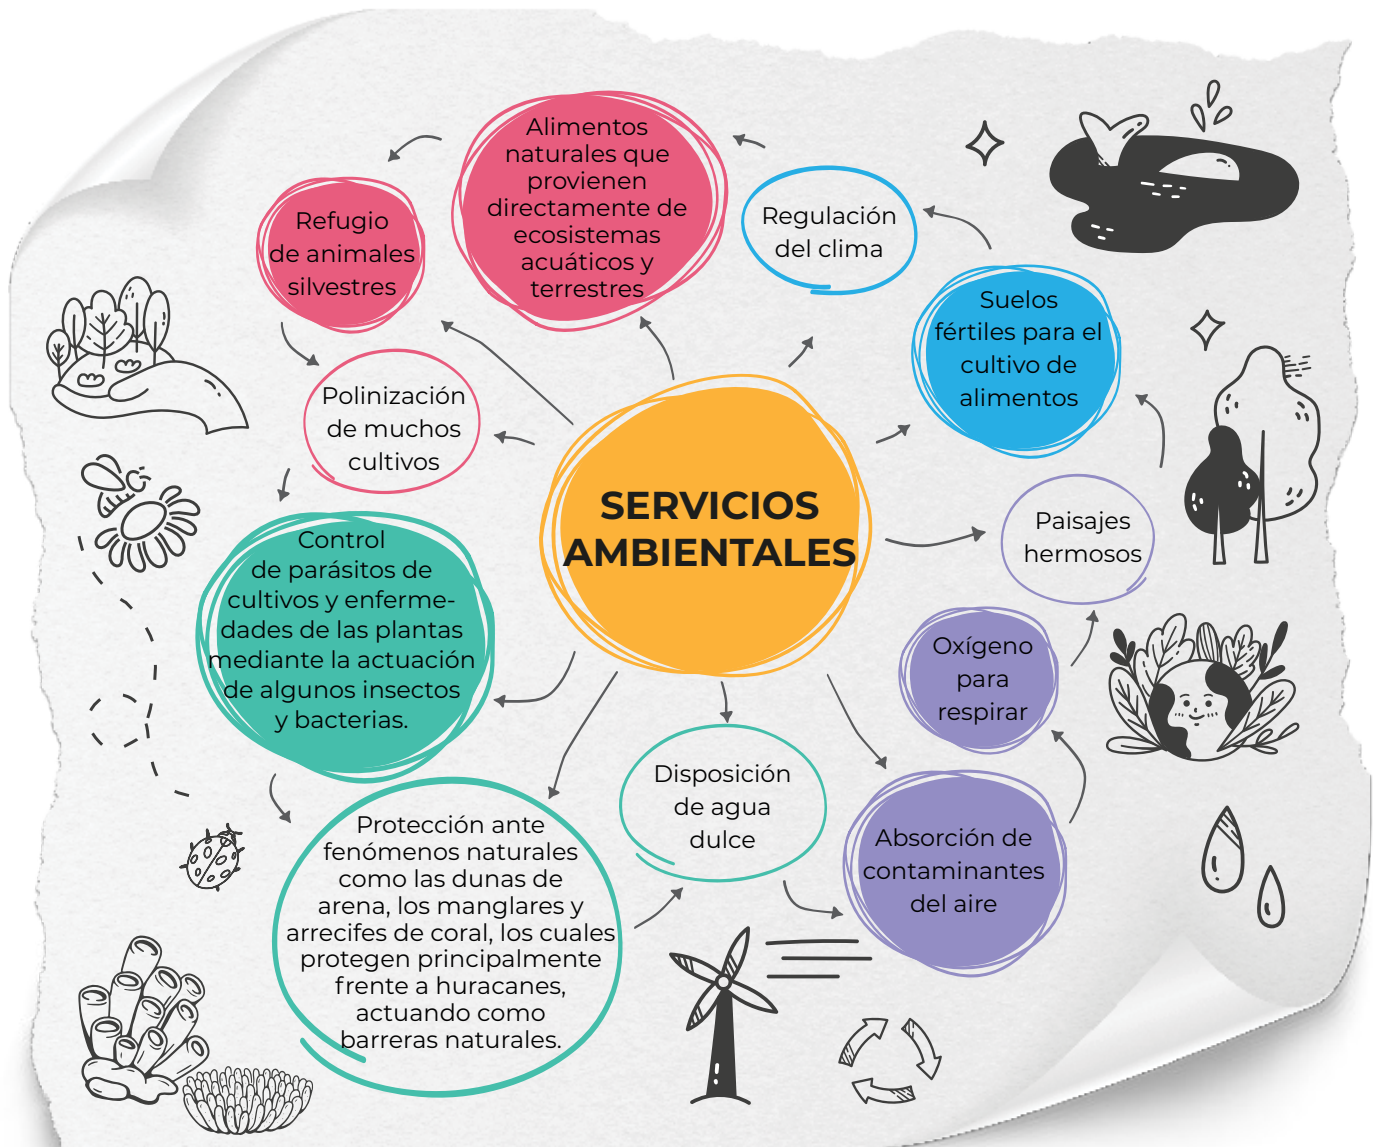 SERVICIOS
AMBIENTALES
Alimentos
naturales que
provienen
directamente de
ecosistemas
acuáticos y
terrestres
Refugio
de animales
silvestres
Polinización
de muchos
cultivos
Control
de parásitos de
cultivos y enferme-
dades de las plantas
mediante la actuación
de algunos insectos
y bacterias.
Protección ante
fenómenos naturales
como las dunas de
arena, los manglares y
arrecifes de coral, los cuales
protegen principalmente
frente a huracanes,
actuando como
barreras naturales.
Disposición
de agua
dulce
Absorción de
contaminantes
del aire
Oxígeno
para
respirar
Paisajes
hermosos
Suelos
fértiles para el
cultivo de
alimentos
Regulación
del clima